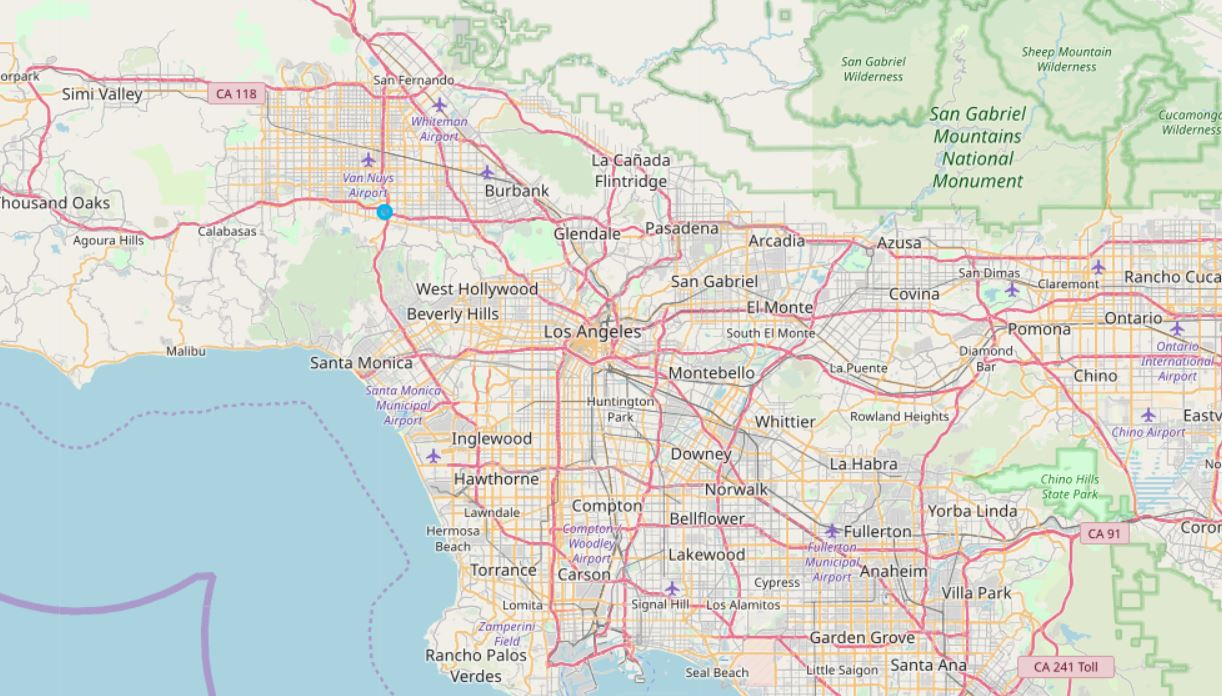 San Gabriel
Wilderness
Sheep Mountain
Wilderness
orpark
Simi Valley
CA 118
San Fernando
Whiteman
Airport
San Gabriel
Mountains
National
Monument
Cucamonga
Wilderness
La Cañada
Flintridge
Van Nuys
Airport
Burbank
Thousand Oaks
Agoura Hills
Calabasas
Glendale
Pasadena
Arcadia
Azusa
San Dimas
Claremont
Rancho Cuca
West Hollywood
Beverly Hills
San Gabriel
Covina
El Monte
South El Monte
Los Angeles
Pomona
Ontario
Ontario
International
Airport
Malibu
Santa Monica
Santa Monica
Municipal
Airport
Montebello
La Puente
Diamond
Bar
Chino
Huntington
Park
Whittier
Rowland Heights
Chino Airport
Eastv
Inglewood
Hawthorne
Downey
La Habra
No
Chino Hills
State Park
Norwalk
Lawndale
Compton
Bellflower
Yorba Linda
Hermosa
Beach
Compton/
Woodley
Airport
Fullerton
Fullerton
Municipal
Airport
CA 91
Coron
Torrance
Carson
Lakewood
Cypress
Anaheim
Villa Park
Lomita
Signal Hill
Los Alamitos
Zamperini
Field
Rancho Palos
Verdes
Garden Grove
Seal Beach
Little Saigon
Santa Ana
CA 241 Toll